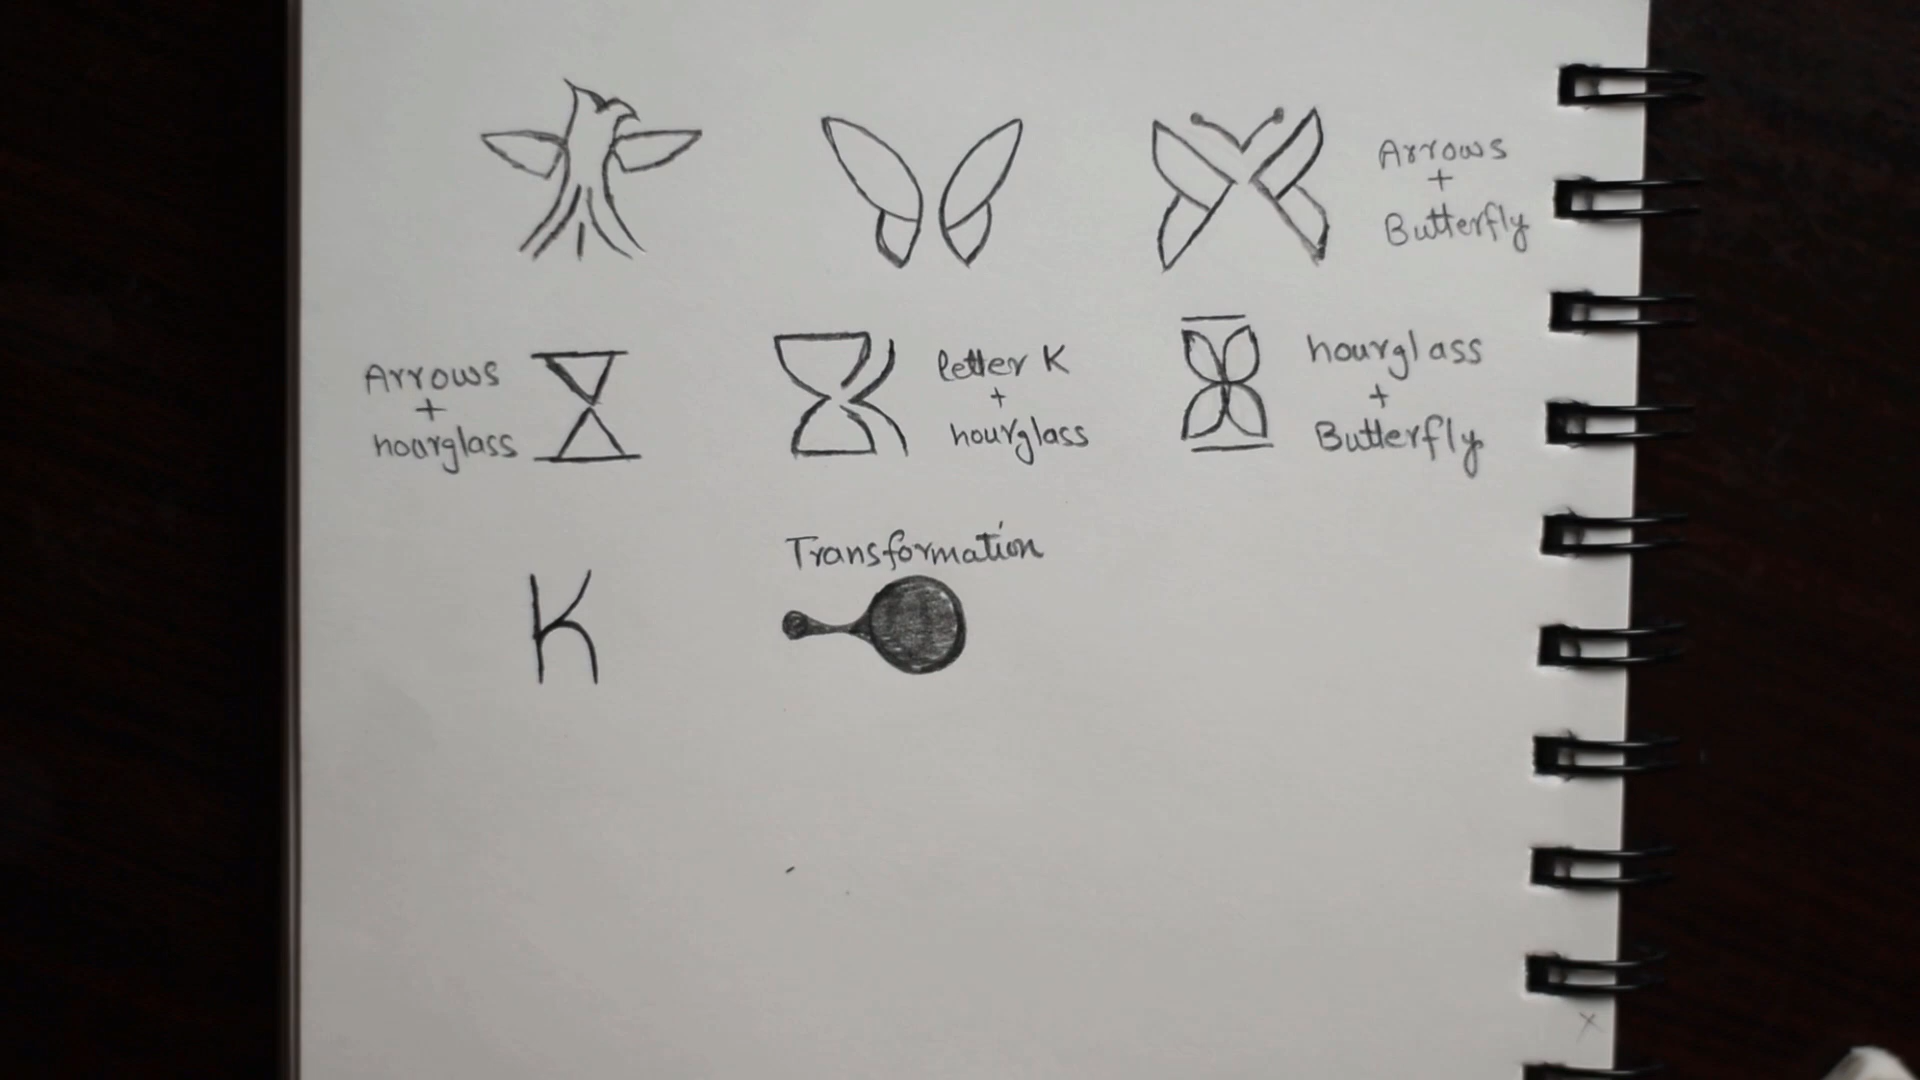 Arrows
+
Butterfly
Arrows
+
hourglass
letter K
+
hourglass
hourglass
+
Butterfly
K
Transformation
x